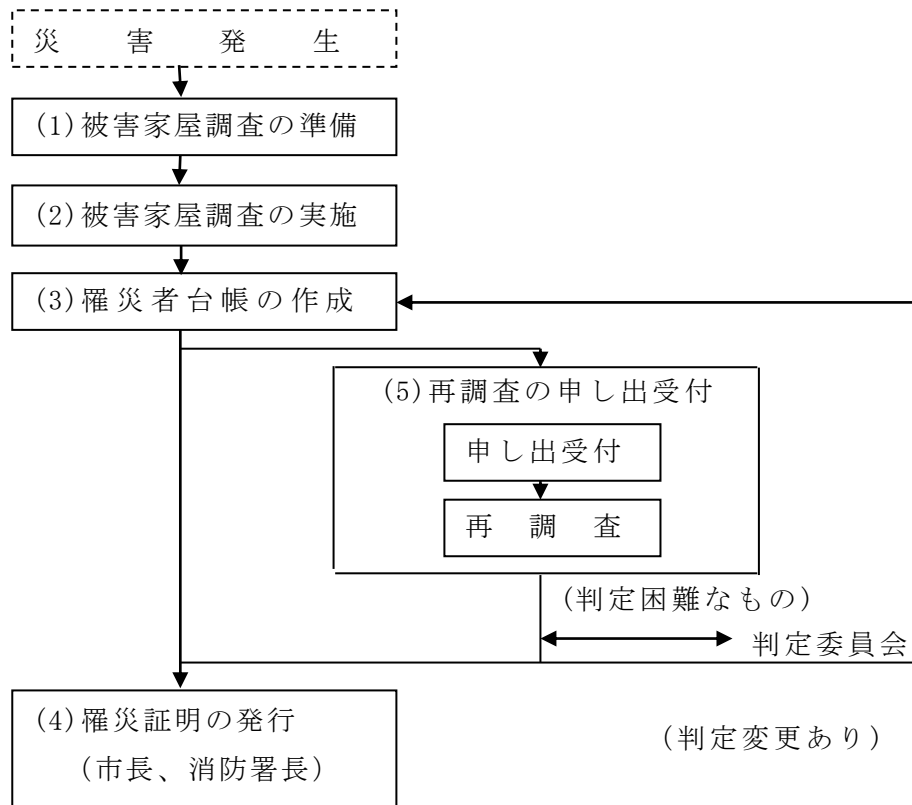 災害発生
(1)被害家屋調査の準備
(2)被害家屋調査の実施
(3)罹災者台帳の作成
(5)再調査の申し出受付
申し出受付
再調査
(判定困難なもの)
判定委員会
(4)罹災証明の発行
(市長、消防署長)
(判定変更あり)